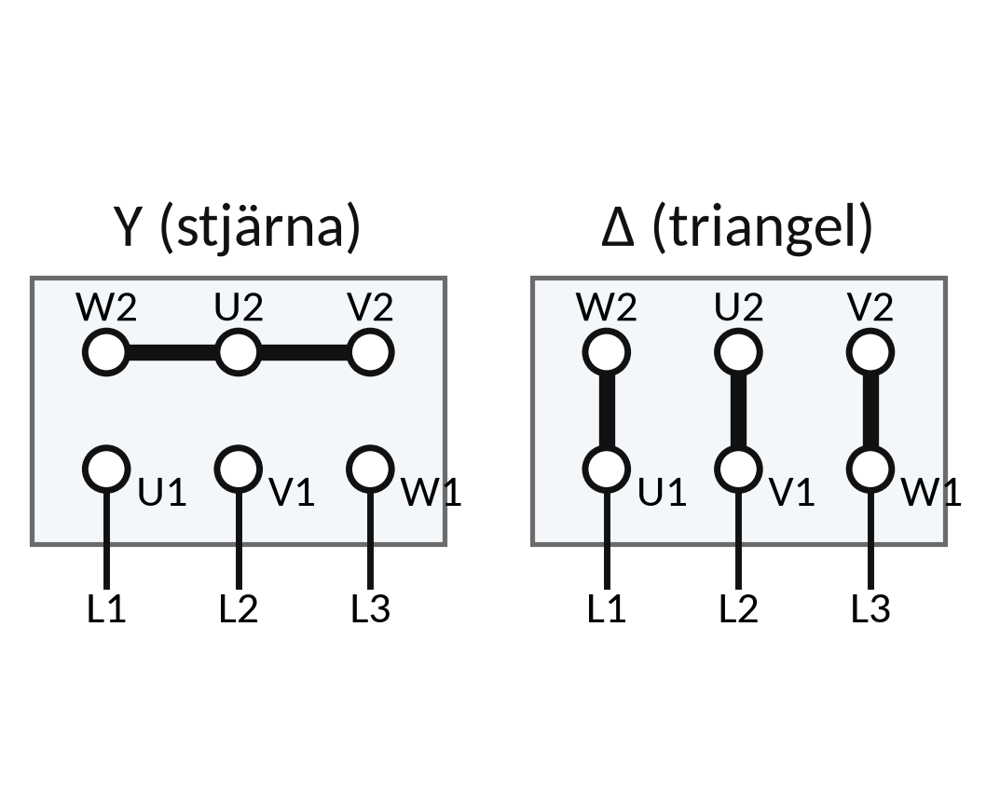 Y (stjärna)
W2 U2 V2
U1 V1 W1
L1 L2 L3
Δ (triangel)
W2 U2 V2
U1 V1 W1
L1 L2 L3